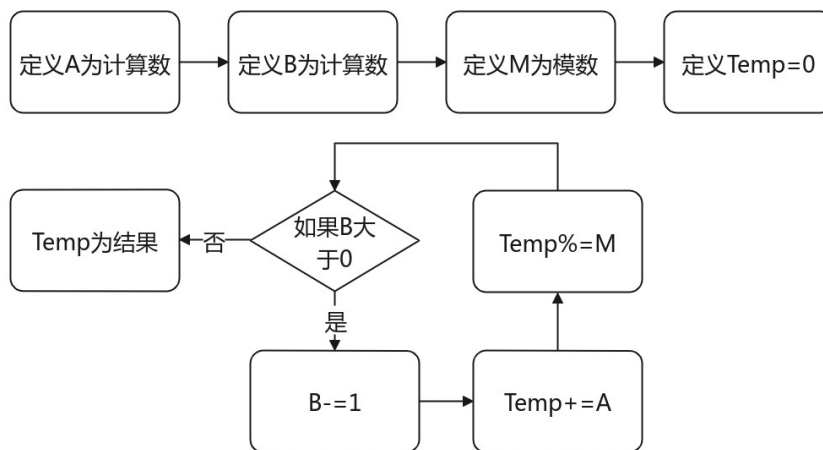 定义A为计算数
定义B为计算数
定义M为模数
定义Temp=0
Temp为结果
否
如果B大
于0
Temp%=M
是
B-=1
Temp+=A